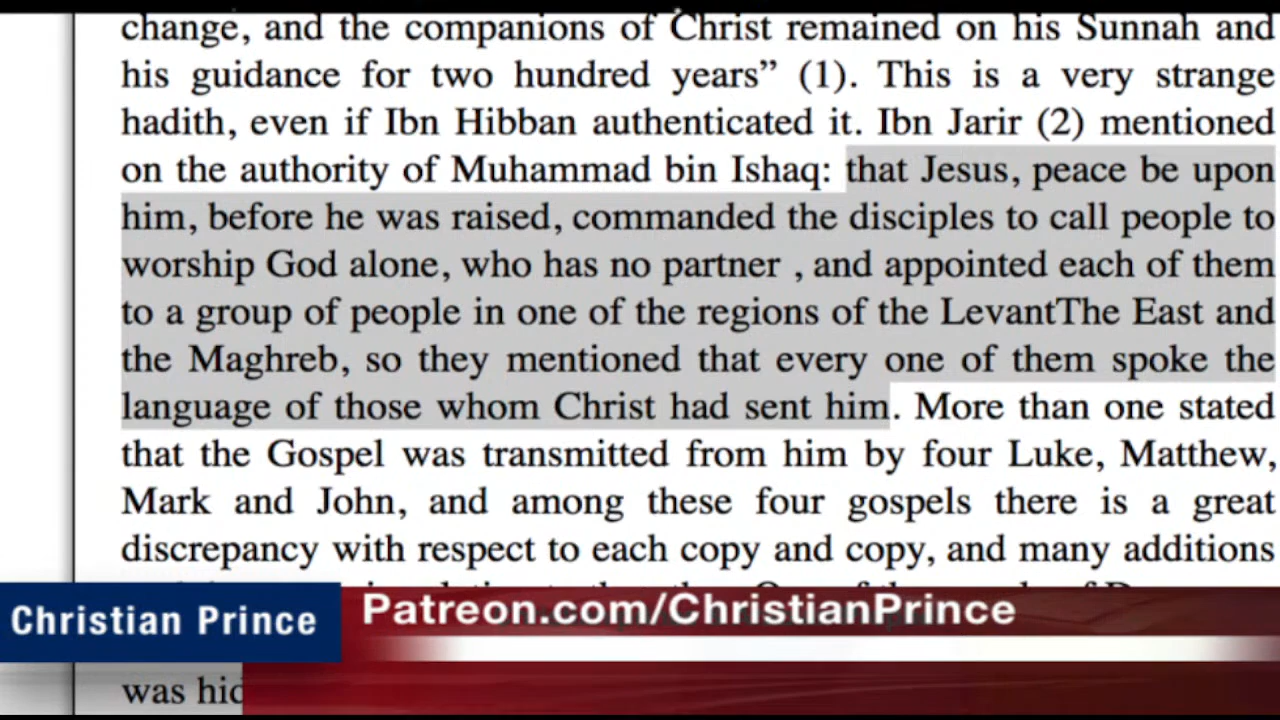 change, and the companions of Christ remained on his Sunnah and
his guidance for two hundred years” (1). This is a very strange
hadith, even if Ibn Hibban authenticated it. Ibn Jarir (2) mentioned
on the authority of Muhammad bin Ishaq: that Jesus, peace be upon
him, before he was raised, commanded the disciples to call people to
worship God alone, who has no partner , and appointed each of them
to a group of people in one of the regions of the LevantThe East and
the Maghreb, so they mentioned that every one of them spoke the
language of those whom Christ had sent him. More than one stated
that the Gospel was transmitted from him by four Luke, Matthew,
Mark and John, and among these four gospels there is a great
discrepancy with respect to each copy and copy, and many additions
Christian Prince
Patreon.com/ChristianPrince
was hid